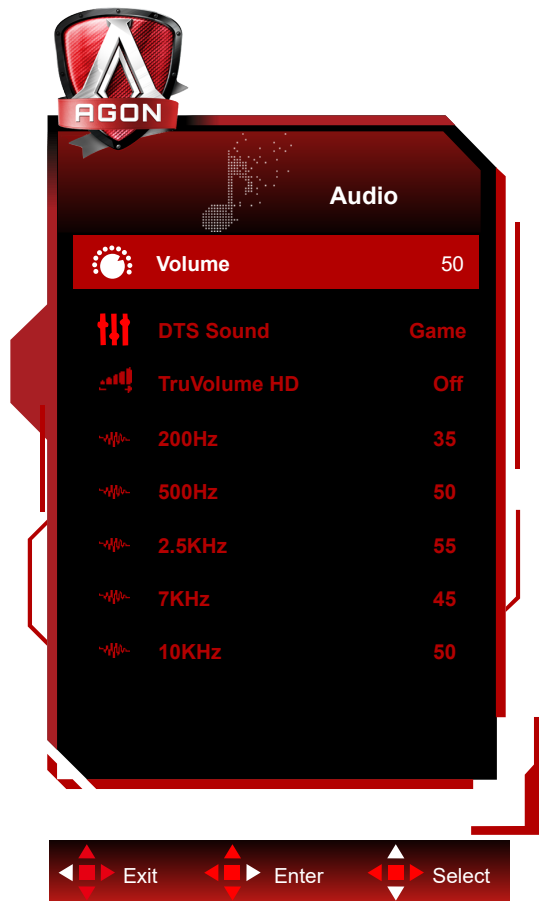 AGON
Audio
Volume 50
DTS Sound Game
TruVolume HD Off
200Hz 35
500Hz 50
2.5KHz 55
7KHz 45
10KHz 50
Exit Enter Select